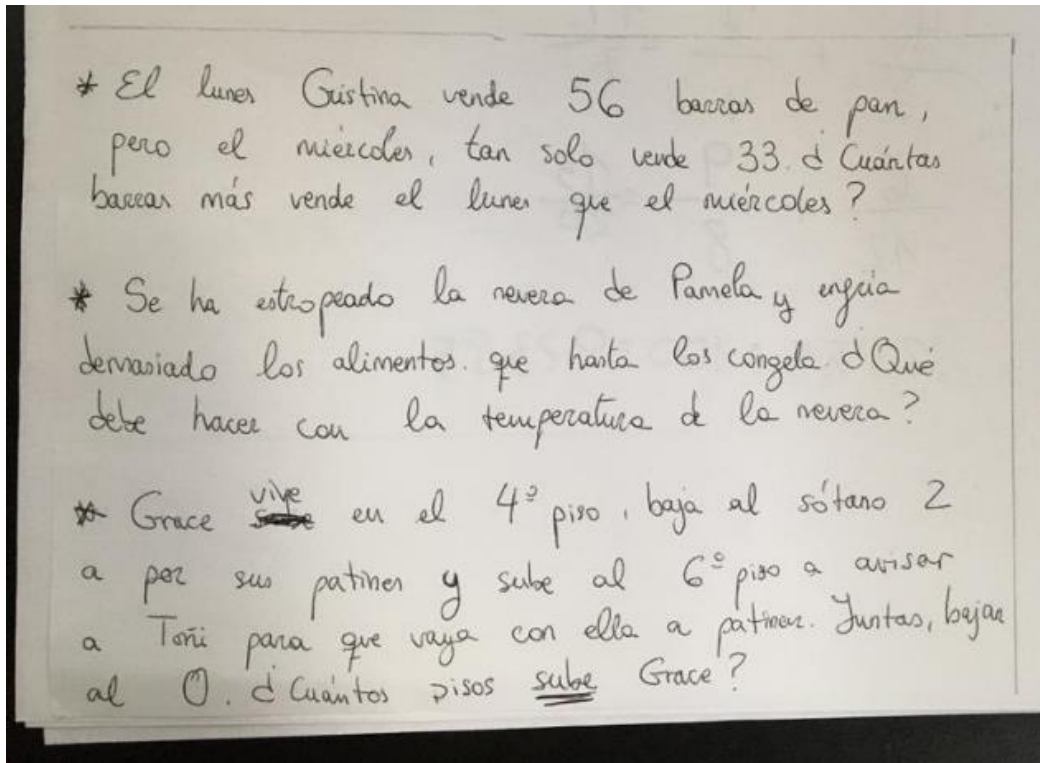 * El lunes Cristina vende 56 barras de pan,
pero el miércoles, tan solo vende 33. ¿Cuántas
barras más vende el lunes que el miércoles?
* Se ha estropeado la nevera de Pamela y enfría
demasiado los alimentos. que hasta los congela. ¿Qué
debe hacer con la temperatura de la nevera?
* Grace vive en el 4º piso, baja al sótano 2
a por sus patines y sube al 6º piso a avisar
a Toñi para que vaya con ella a patinar. Juntas, bajan
al 0. ¿Cuántos pisos sube Grace?